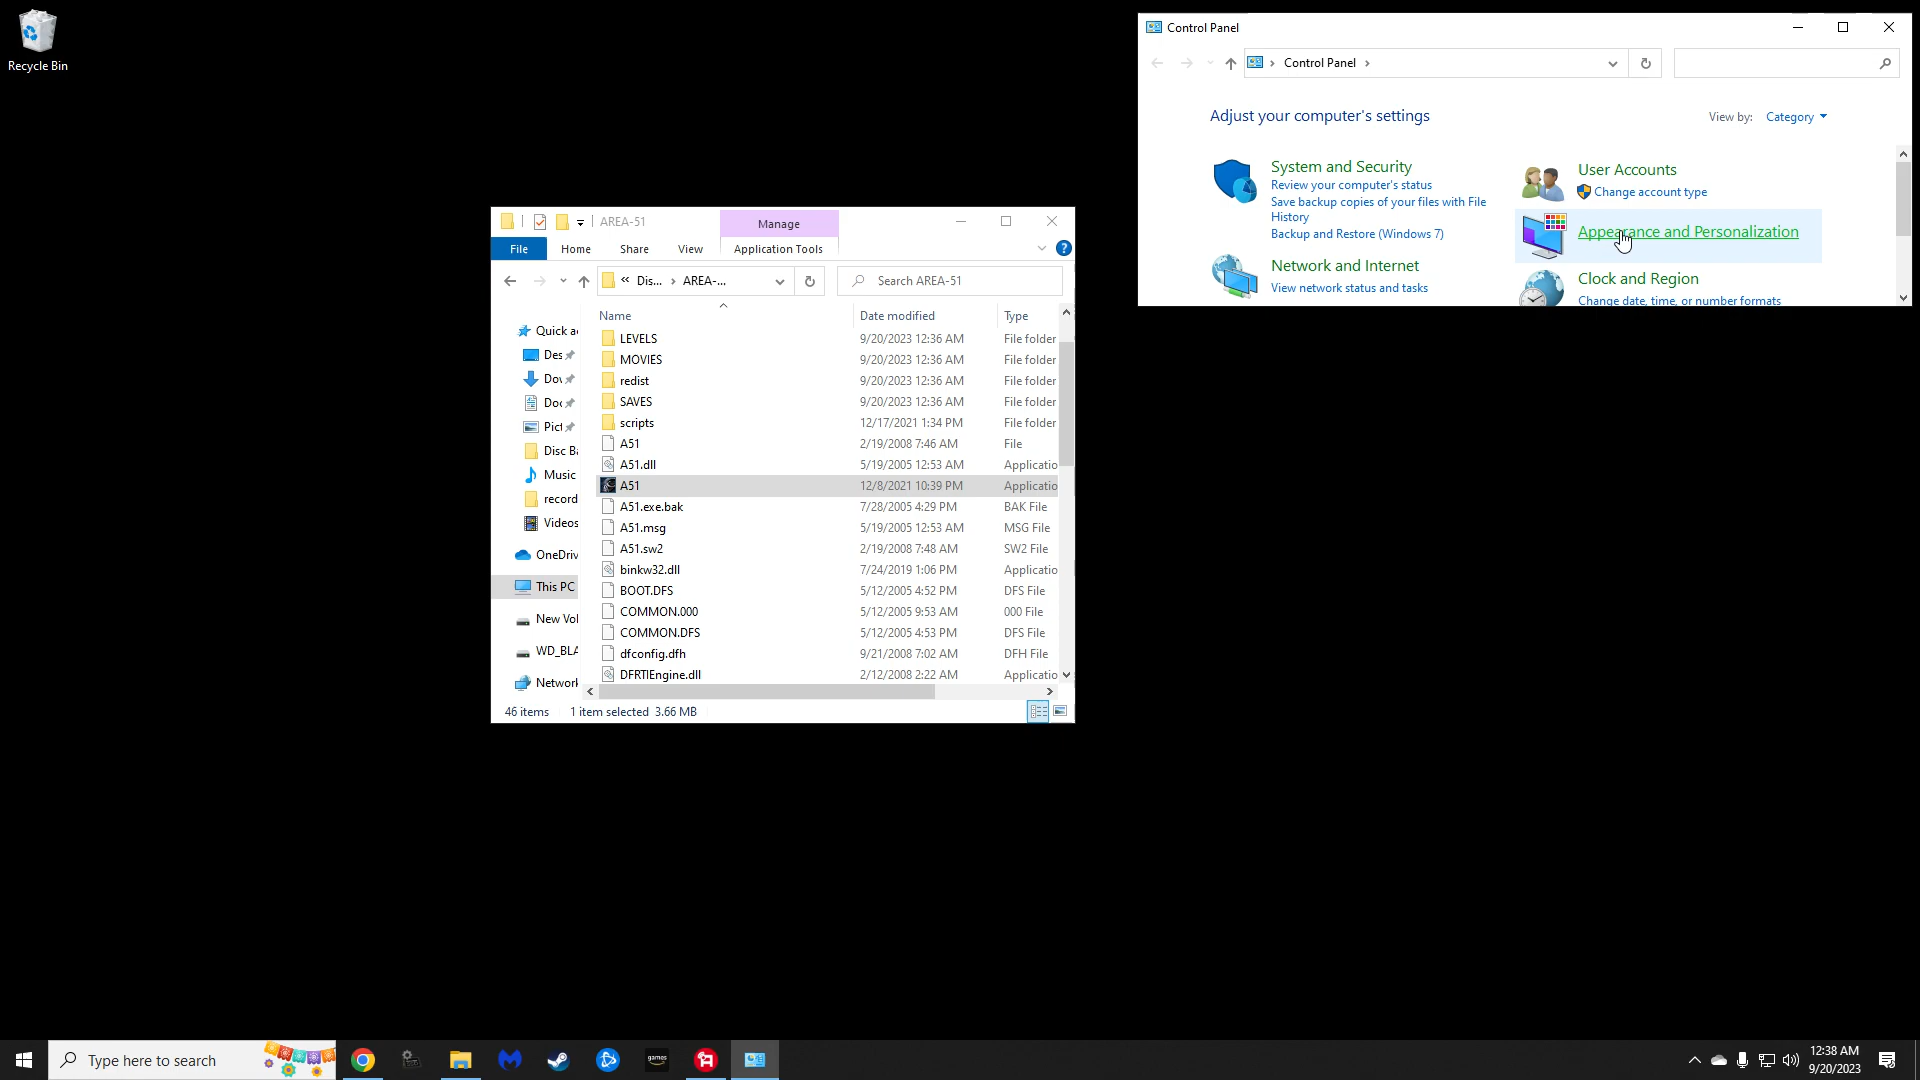 Recycle Bin
Control Panel
Control Panel
Adjust your computer's settings
View by: Category
System and Security
Review your computer's status
Save backup copies of your files with File
History
Backup and Restore (Windows 7)
Network and Internet
View network status and tasks
User Accounts
Change account type
Appearance and Personalization
Clock and Region
Change date, time, or number formats
AREA-51
Manage
File Home Share View Application Tools
« Dis... AREA-...
Search AREA-51
Quick a
Des
Dov
Doc
Pict
Disc Ba
Music
record
Videos
OneDriv
This PC
New Vol
WD_BLA
Network
Name Date modified Type
LEVELS 9/20/2023 12:36 AM File folder
MOVIES 9/20/2023 12:36 AM File folder
redist 9/20/2023 12:36 AM File folder
SAVES 9/20/2023 12:36 AM File folder
scripts 12/17/2021 1:34 PM File folder
A51 2/19/2008 7:46 AM File
A51.dll 5/19/2005 12:53 AM Applicatio
A51 12/8/2021 10:39 PM Applicatio
A51.exe.bak 7/28/2005 4:29 PM BAK File
A51.msg 5/19/2005 12:53 AM MSG File
A51.sw2 2/19/2008 7:48 AM SW2 File
binkw32.dll 7/24/2019 1:06 PM Applicatio
BOOT.DFS 5/12/2005 4:52 PM DFS File
COMMON.000 5/12/2005 9:53 AM 000 File
COMMON.DFS 5/12/2005 4:53 PM DFS File
dfconfig.dfh 9/21/2008 7:02 AM DFH File
DFRTlEngine.dll 2/12/2008 2:22 AM Applicatio
46 items 1 item selected 3.66 MB
Type here to search
games
12:38 AM
9/20/2023